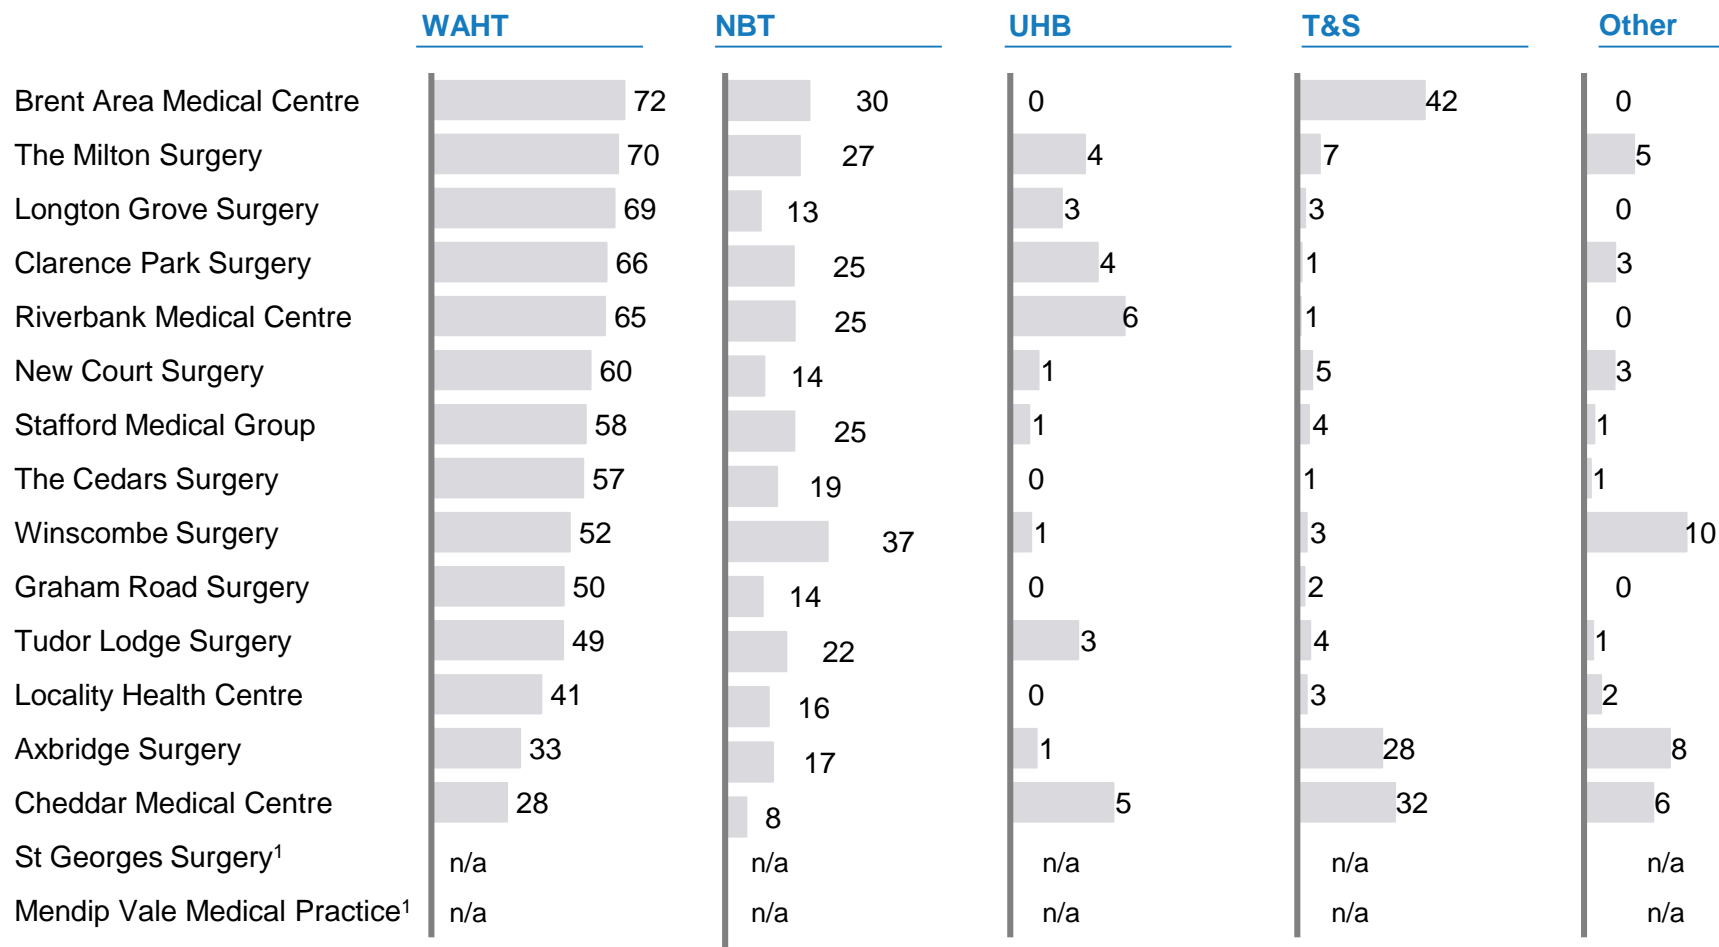 WAHT NBT UHB T&S Other
Brent Area Medical Centre 72 30 0 42 0
The Milton Surgery 70 27 4 7 5
Longton Grove Surgery 69 13 3 3 0
Clarence Park Surgery 66 25 4 1 3
Riverbank Medical Centre 65 25 6 1 0
New Court Surgery 60 14 1 5 3
Stafford Medical Group 58 25 1 4 1
The Cedars Surgery 57 19 0 1 1
Winscombe Surgery 52 37 1 3 10
Graham Road Surgery 50 14 0 2 0
Tudor Lodge Surgery 49 22 3 4 1
Locality Health Centre 41 16 0 3 2
Axbridge Surgery 33 17 1 28 8
Cheddar Medical Centre 28 8 5 32 6
St Georges Surgery¹ n/a n/a n/a n/a n/a
Mendip Vale Medical Practice¹ n/a n/a n/a n/a n/a